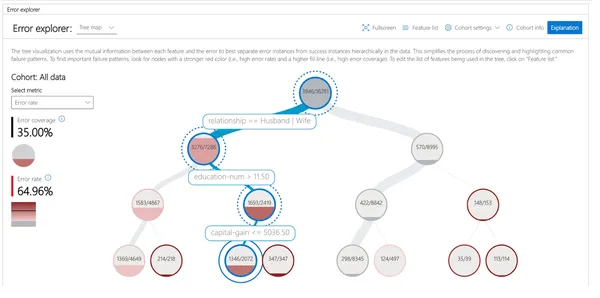 Error explorer
Error explorer: Tree map
Fullscreen Feature list Cohort settings Cohort info Explanation
The tree visualization uses the mutual information between each feature and the error to best separate error instances from success instances hierarchically in the data. This simplifies the process of discovering and highlighting common
failure patterns. To find important failure patterns, look for nodes with a stronger red color (i.e., high error rate) and a higher fill line (i.e., high error coverage). To edit the list of features being used in the tree, click on "Feature list."
Cohort: All data
Select metric
Error rate
Error coverage
35.00%
Error rate
64.96%
3846/16281
relationship == Husband | Wife
3276/7286
570/8995
education-num > 11.50
1583/4867
1693/2419
422/8842
148/153
capital-gain <= 5036.50
1369/4649
214/218
1346/2072
347/347
298/8345
124/497
35/39
113/114